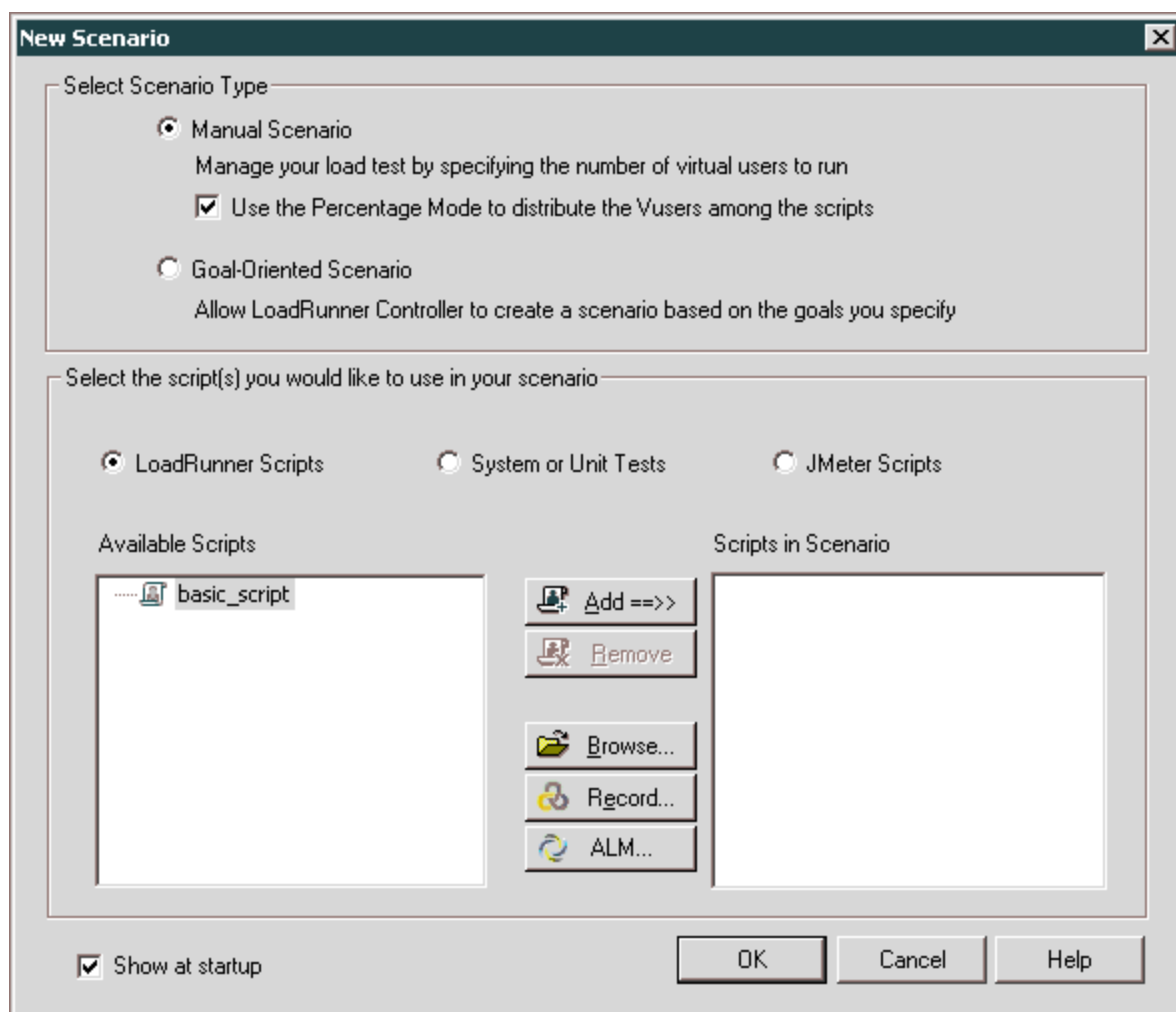 New Scenario
Select Scenario Type
Manual Scenario
Manage your load test by specifying the number of virtual users to run
Use the Percentage Mode to distribute the Vusers among the scripts
Goal-Oriented Scenario
Allow LoadRunner Controller to create a scenario based on the goals you specify
Select the script(s) you would like to use in your scenario
LoadRunner Scripts
System or Unit Tests
JMeter Scripts
Available Scripts
Scripts in Scenario
basic_script
Add ==>>
Remove
Browse...
Record...
ALM...
Show at startup
OK
Cancel
Help